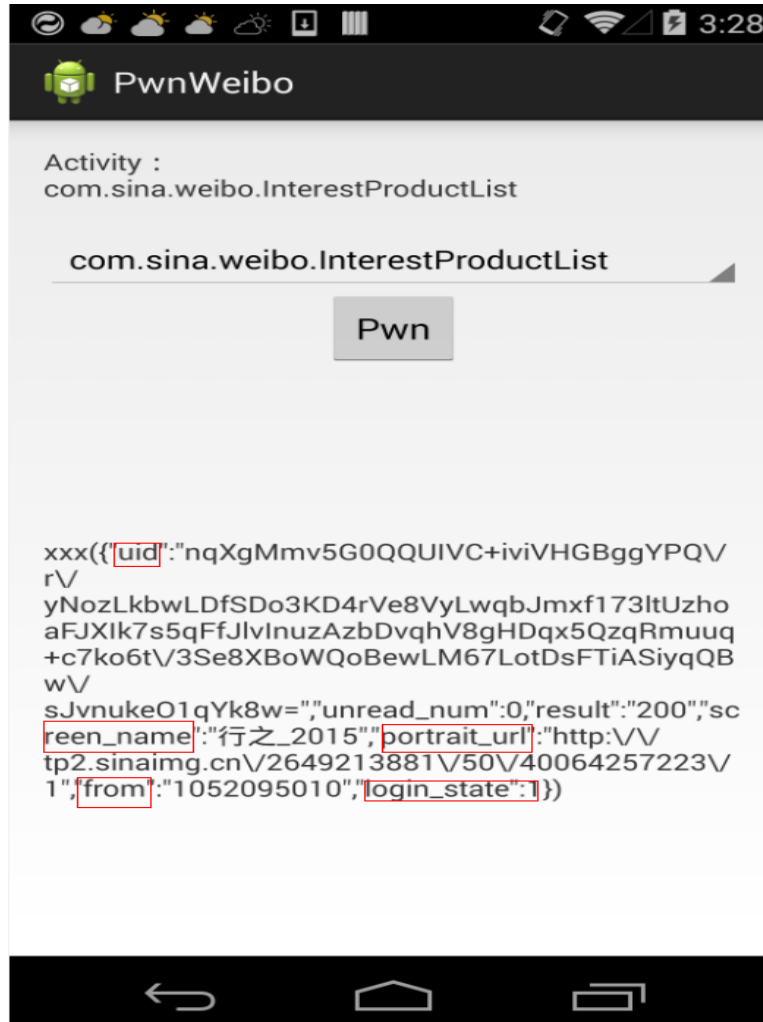 3:28
PwnWeibo
Activity :
com.sina.weibo.InterestProductList
com.sina.weibo.InterestProductList
Pwn
xxx({"uid":"nqXgMmv5G0QQUIVC+iviVHGBggYPQ\/
r\/
yNozLkbwLDfSDo3KD4rVe8VyLwqbJmxf173ltUzho
aFJXIk7s5qFfJlvInuzAzbDvqhV8gHDqx5QzqRmuuq
+c7ko6t\/3Se8XBoWQoBewLM67LotDsFTiASiyqQB
w\/
sJvnukeO1qYk8w=","unread_num":0,"result":"200","sc
reen_name":"行之_2015","portrait_url":"http:\/\/
tp2.sinaimg.cn\/2649213881\/50\/40064257223\/
1","from":"1052095010","login_state":1})